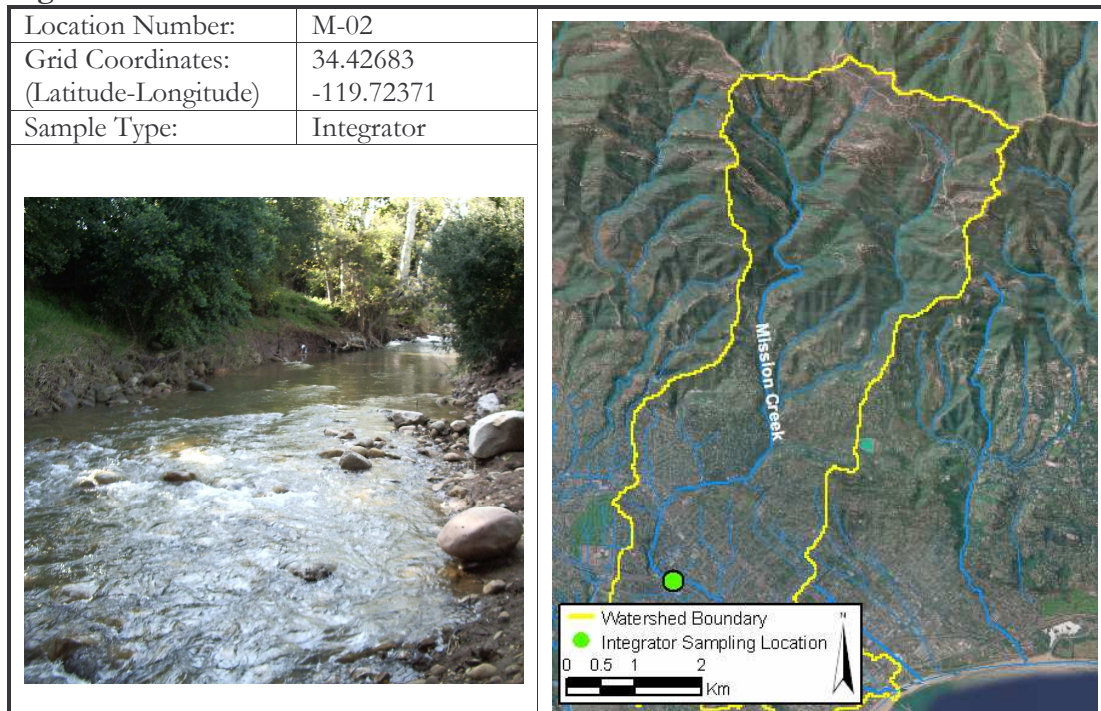 Location Number: M-02
Grid Coordinates: 34.42683
(Latitude-Longitude) -119.72371
Sample Type: Integrator
Mission Creek
Watershed Boundary
Integrator Sampling Location
N
0 0.5 1 2
Km